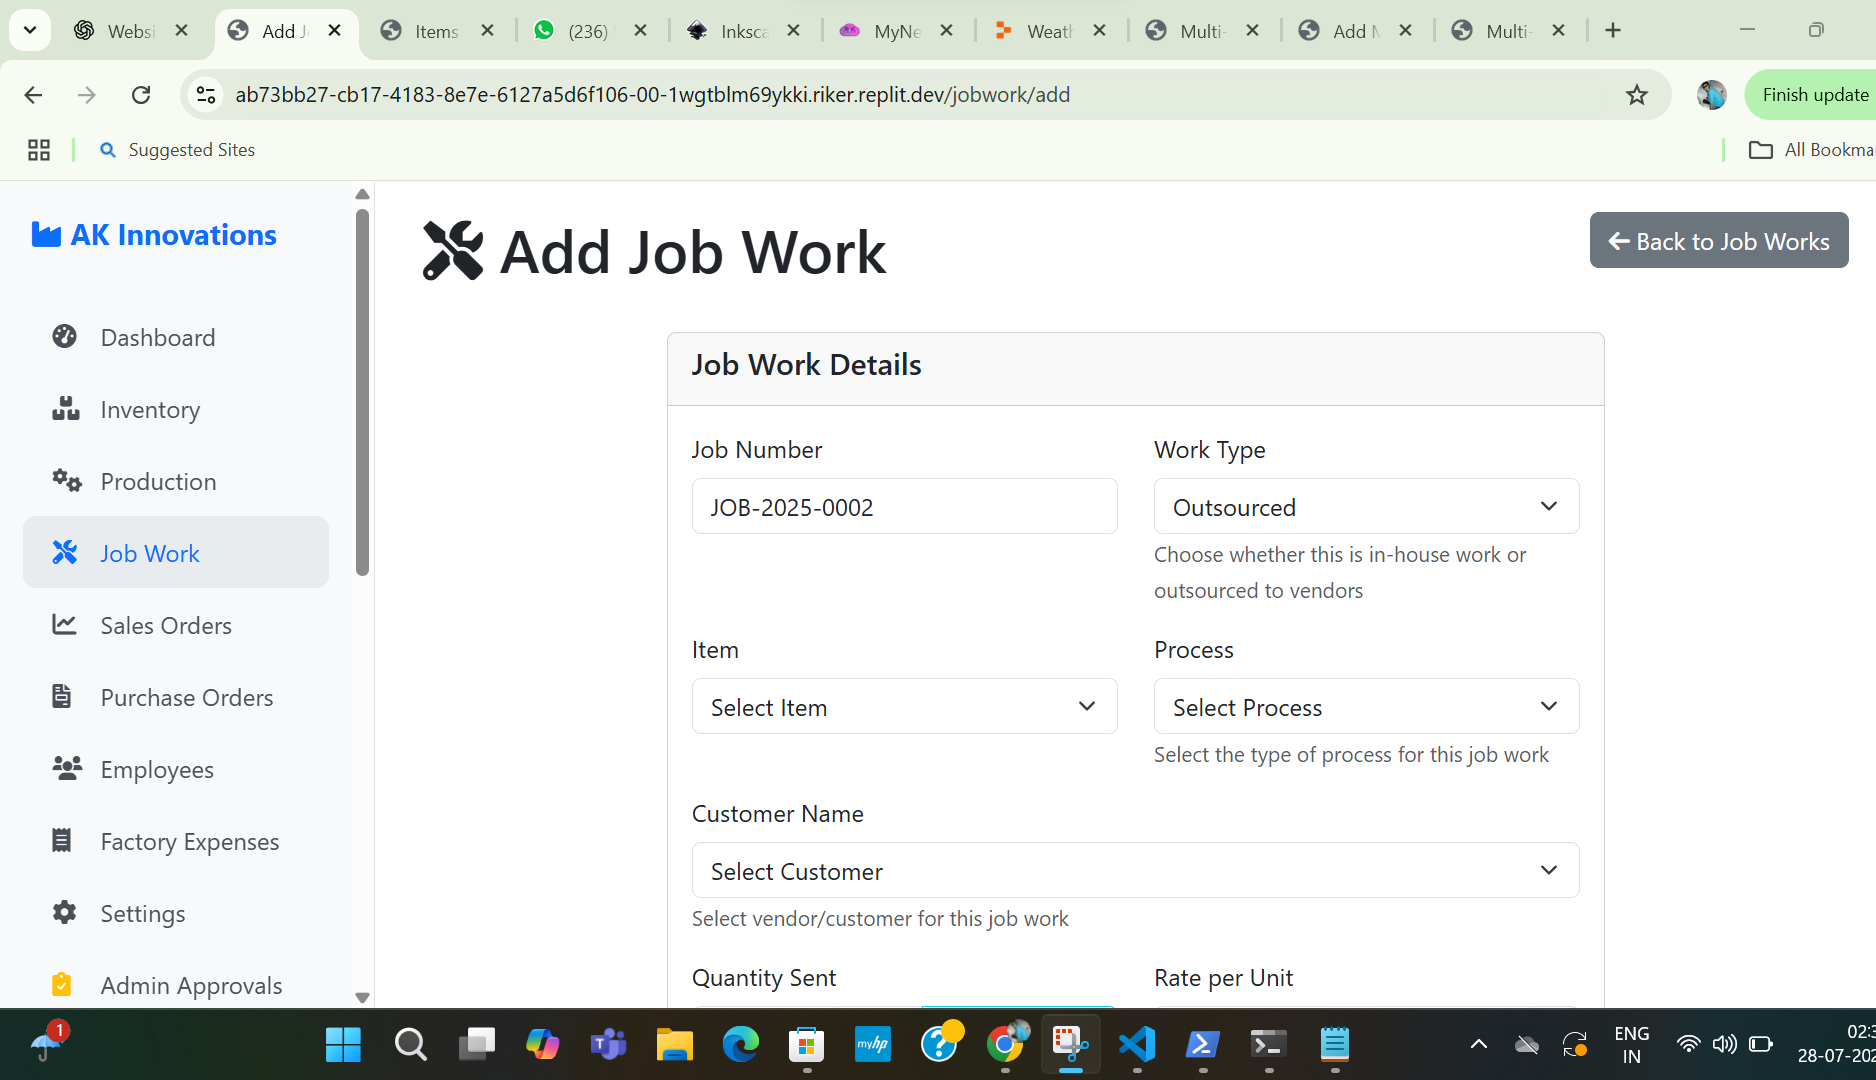 Websi
Add J
Items
(236)
Inksca
MyNe
Weath
Multi-
Add M
Multi-
ab73bb27-cb17-4183-8e7e-6127a5d6f106-00-1wgtblm69ykki.riker.replit.dev/jobwork/add
Finish update
Suggested Sites
All Bookma
AK Innovations
Dashboard
Inventory
Production
Job Work
Sales Orders
Purchase Orders
Employees
Factory Expenses
Settings
Admin Approvals
Add Job Work
Back to Job Works
Job Work Details
Job Number
Work Type
JOB-2025-0002
Outsourced
Choose whether this is in-house work or
outsourced to vendors
Item
Process
Select Item
Select Process
Select the type of process for this job work
Customer Name
Select Customer
Select vendor/customer for this job work
Quantity Sent
Rate per Unit
1
T
myhp
?
ENG
IN
02:3
28-07-202